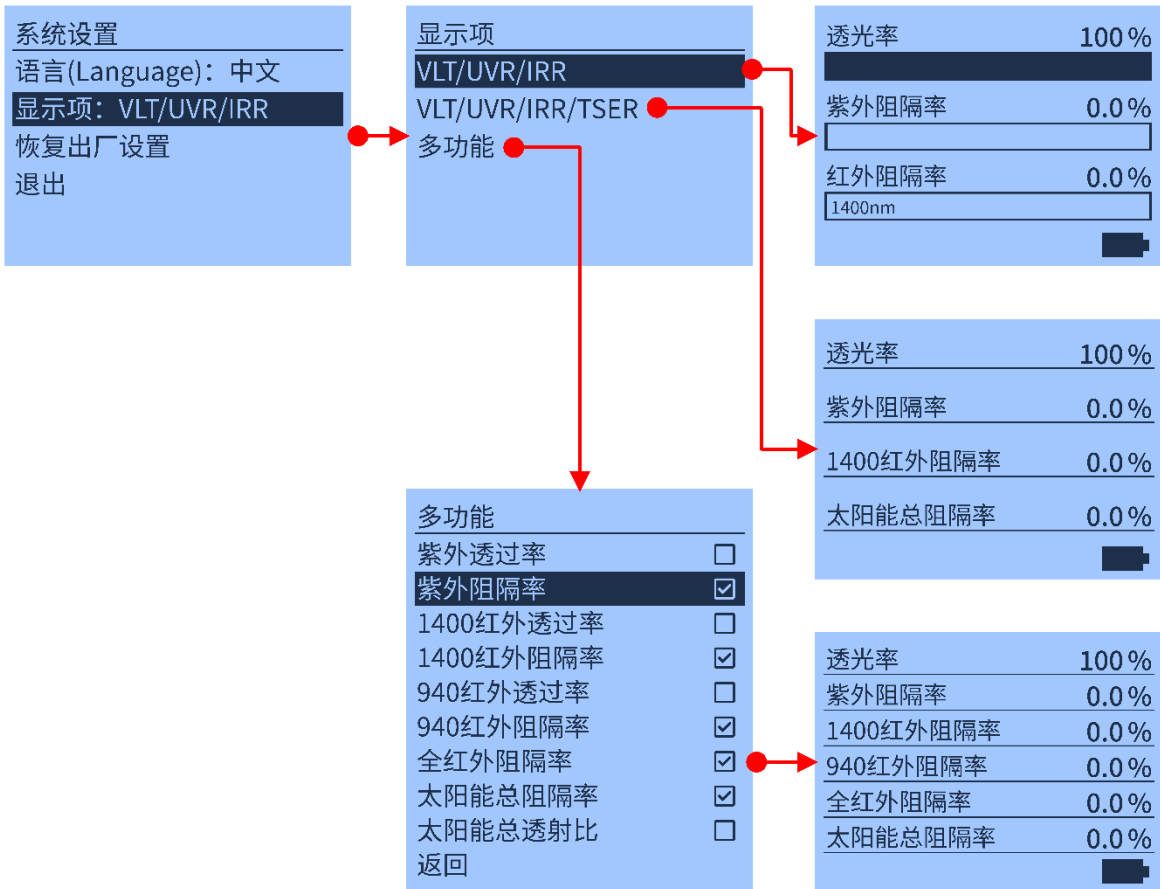 系统设置
语言(Language)：中文
显示项：VLT/UVR/IRR
恢复出厂设置
退出
显示项
VLT/UVR/IRR
VLT/UVR/IRR/TSER
多功能
透光率 100%
紫外阻隔率 0.0%
红外阻隔率 0.0%
1400nm
透光率 100%
紫外阻隔率 0.0%
1400红外阻隔率 0.0%
太阳能总阻隔率 0.0%
多功能
紫外透过率
紫外阻隔率
1400红外透过率
1400红外阻隔率
940红外透过率
940红外阻隔率
全红外阻隔率
太阳能总阻隔率
太阳能总透射比
返回
透光率 100%
紫外阻隔率 0.0%
1400红外阻隔率 0.0%
940红外阻隔率 0.0%
全红外阻隔率 0.0%
太阳能总阻隔率 0.0%